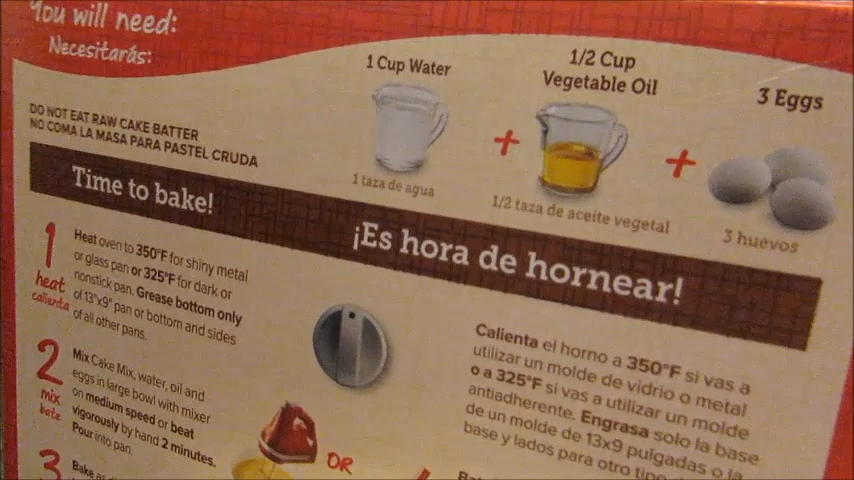 You will need:
Necesitarás:
1 Cup Water
1/2 Cup
Vegetable Oil
3 Eggs
DO NOT EAT RAW CAKE BATTER
NO COMA LA MASA PARA PASTEL CRUDA
1 taza de agua
1/2 taza de aceite vegetal
3 huevos
Time to bake!
¡Es hora de hornear!
1
heat
calienta
Heat oven to 350°F for shiny metal
or glass pan or 325°F for dark or
nonstick pan. Grease bottom only
of 13"x9" pan or bottom and sides
of all other pans.
2
mix
bate
Mix Cake Mix, water, oil and
eggs in large bowl with mixer
on medium speed or beat
vigorously by hand 2 minutes.
Pour into pan.
OR
3
Bake
Calienta el horno a 350°F si vas a
utilizar un molde de vidrio o metal
o a 325°F si vas a utilizar un molde
antiadherente. Engrasa solo la base
de un molde de 13x9 pulgadas o la
base y lados para otro tipo